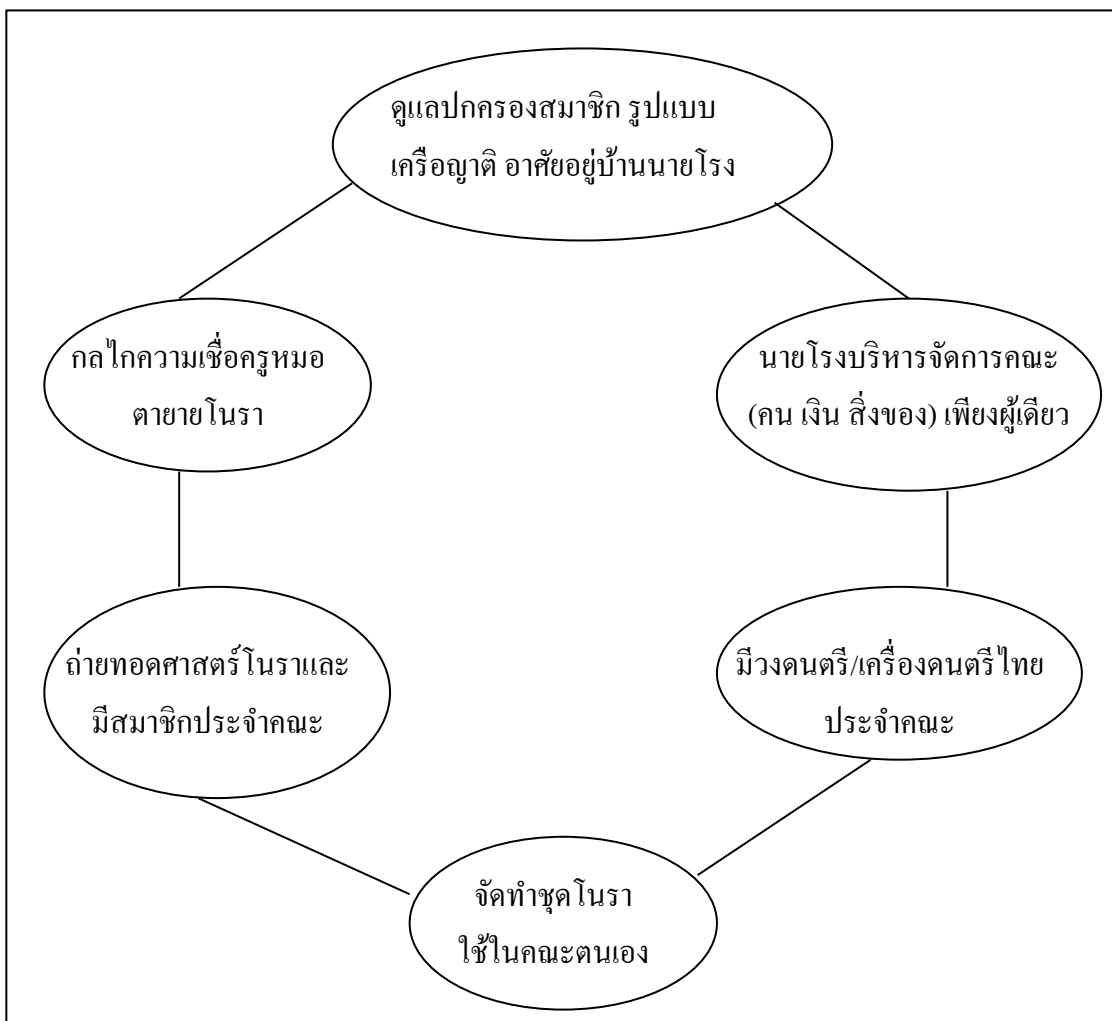 ดูแลปกครองสมาชิก รูปแบบ
เครือญาติ อาศัยอยู่บ้านนายโรง
กลไกความเชื่อครูหมอ
ตายายโนรา
นายโรงบริหารจัดการคณะ
(คน เงิน สิ่งของ) เพียงผู้เดียว
ถ่ายทอดศาสตร์โนราและ
มีสมาชิกประจำคณะ
มีวงดนตรี/เครื่องดนตรีไทย
ประจำคณะ
จัดทำชุดโนรา
ใช้ในคณะตนเอง